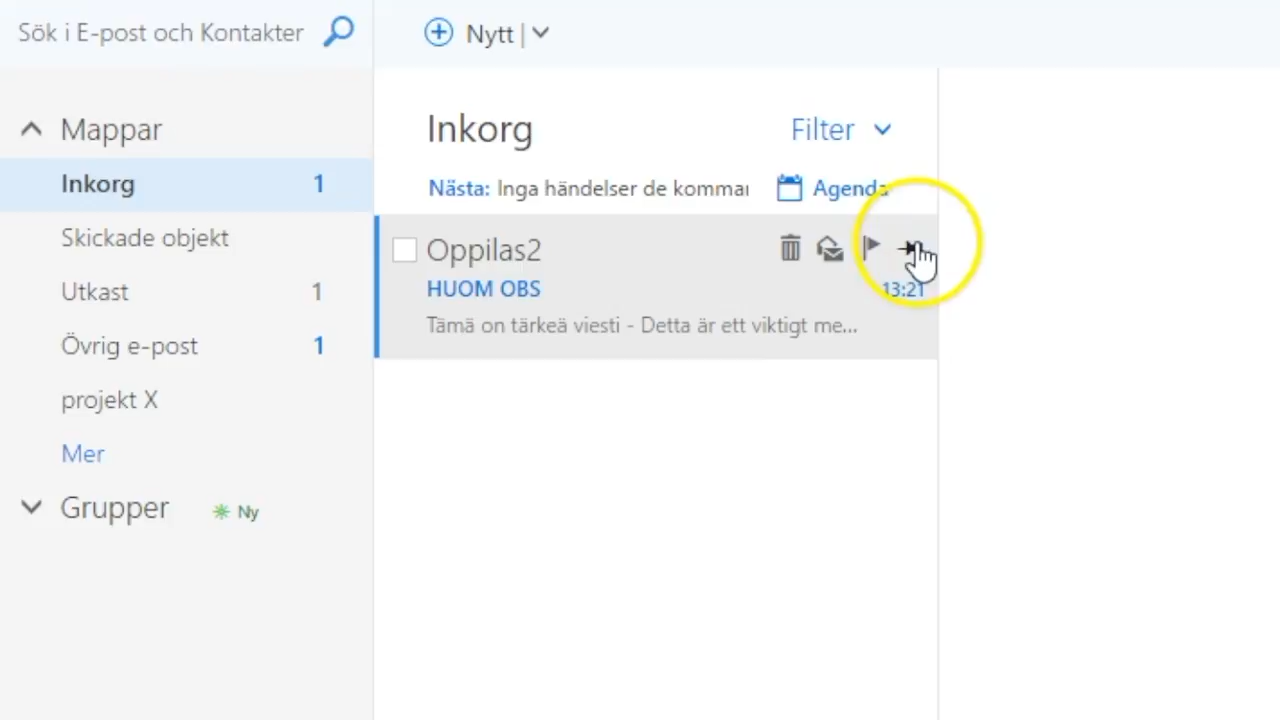 Sök i E-post och Kontakter
Nytt
Mappar
Inkorg 1
Skickade objekt
Utkast 1
Övrig e-post 1
projekt X
Mer
Grupper Ny
Inkorg Filter
Nästa: Inga händelser de kommar Agenda
Oppilas2
HUOM OBS 13:21
Tämä on tärkeä viesti - Detta är ett viktigt me...